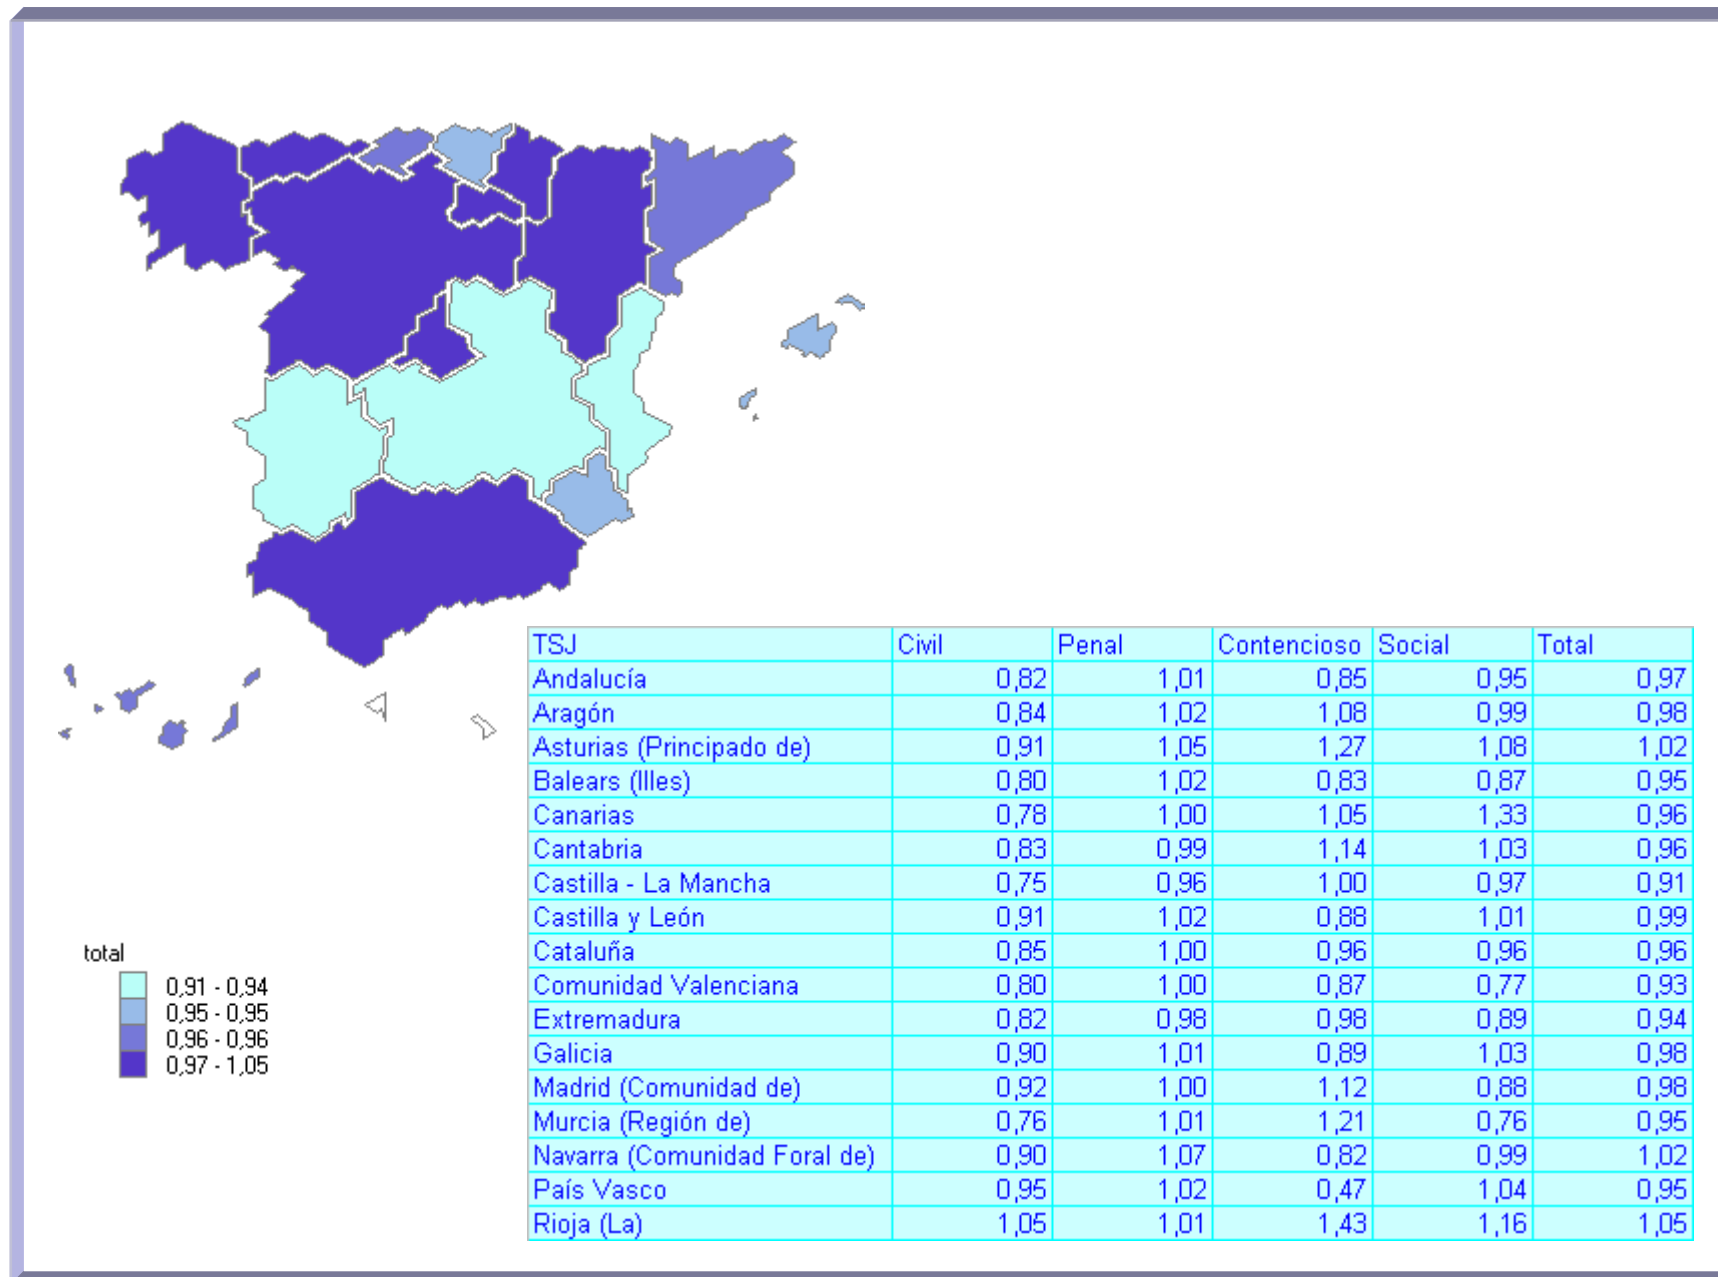 TSJ Civil Penal Contencioso Social Total
Andalucía 0,82 1,01 0,85 0,95 0,97
Aragón 0,84 1,02 1,08 0,99 0,98
Asturias (Principado de) 0,91 1,05 1,27 1,08 1,02
Balears (Illes) 0,80 1,02 0,83 0,87 0,95
Canarias 0,78 1,00 1,05 1,33 0,96
Cantabria 0,83 0,99 1,14 1,03 0,96
Castilla - La Mancha 0,75 0,96 1,00 0,97 0,91
Castilla y León 0,91 1,02 0,88 1,01 0,99
Cataluña 0,85 1,00 0,96 0,96 0,96
Comunidad Valenciana 0,80 1,00 0,87 0,77 0,93
Extremadura 0,82 0,98 0,98 0,89 0,94
Galicia 0,90 1,01 0,89 1,03 0,98
Madrid (Comunidad de) 0,92 1,00 1,12 0,88 0,98
Murcia (Región de) 0,76 1,01 1,21 0,76 0,95
Navarra (Comunidad Foral de) 0,90 1,07 0,82 0,99 1,02
País Vasco 0,95 1,02 0,47 1,04 0,95
Rioja (La) 1,05 1,01 1,43 1,16 1,05
total
0,91 - 0,94
0,95 - 0,95
0,96 - 0,96
0,97 - 1,05